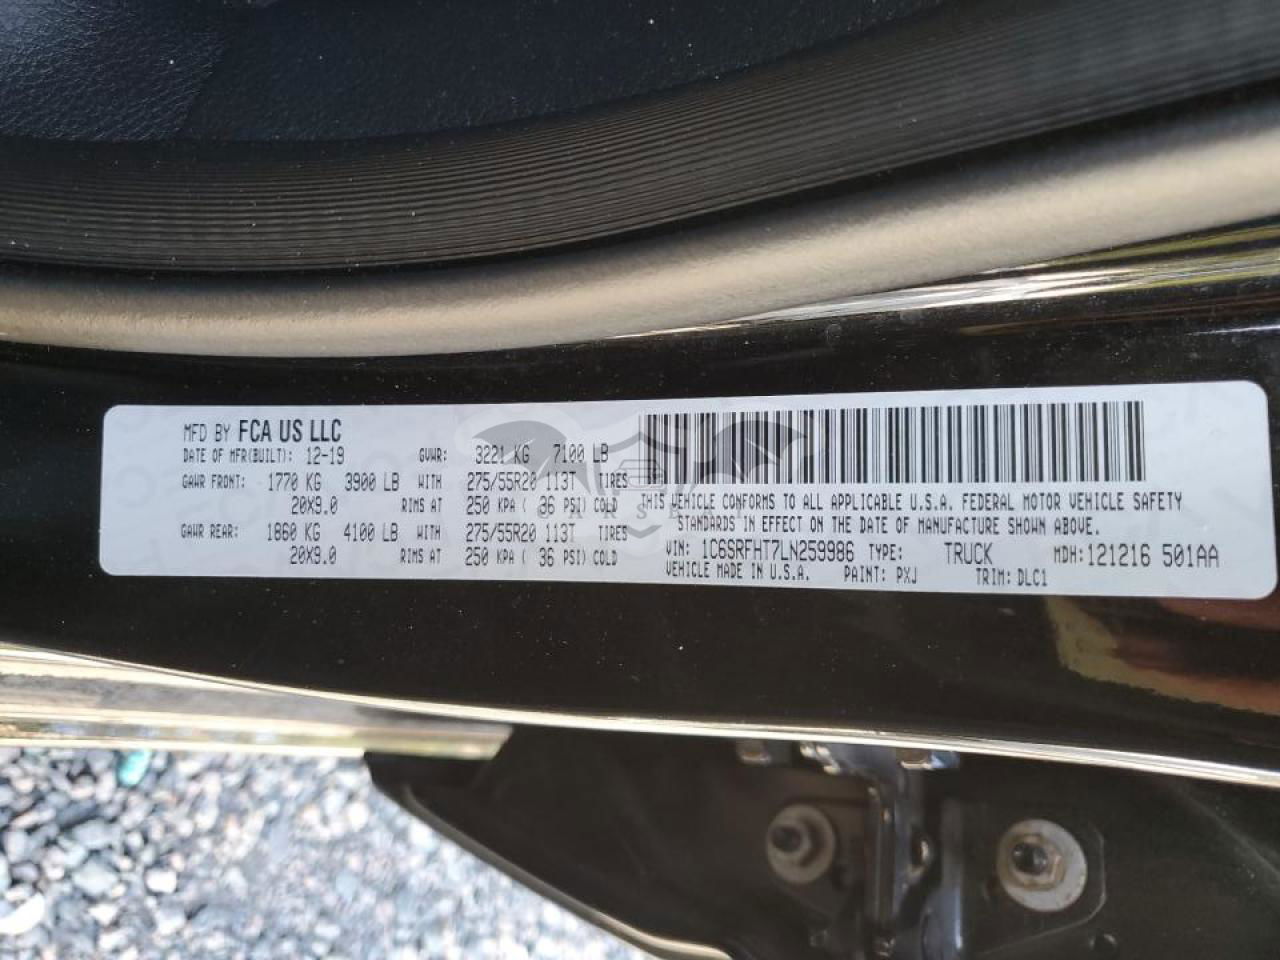 MFD BY FCA US LLC
DATE OF MFR(BUILT): 12-19 GVWR: 3221 KG 7100 LB
GAWR FRONT: 1770 KG 3900 LB WITH 275/55R20 113T TIRES
20X9.0 RIMS AT 250 KPA ( 36 PSI) COLD
GAWR REAR: 1860 KG 4100 LB WITH 275/55R20 113T TIRES
20X9.0 RIMS AT 250 KPA ( 36 PSI) COLD
THIS VEHICLE CONFORMS TO ALL APPLICABLE U.S.A. FEDERAL MOTOR VEHICLE SAFETY
STANDARDS IN EFFECT ON THE DATE OF MANUFACTURE SHOWN ABOVE.
VIN: 1C6SRFHT7LN259986 TYPE: TRUCK MDH:121216 501AA
VEHICLE MADE IN U.S.A. PAINT: PXJ TRIM: DLC1